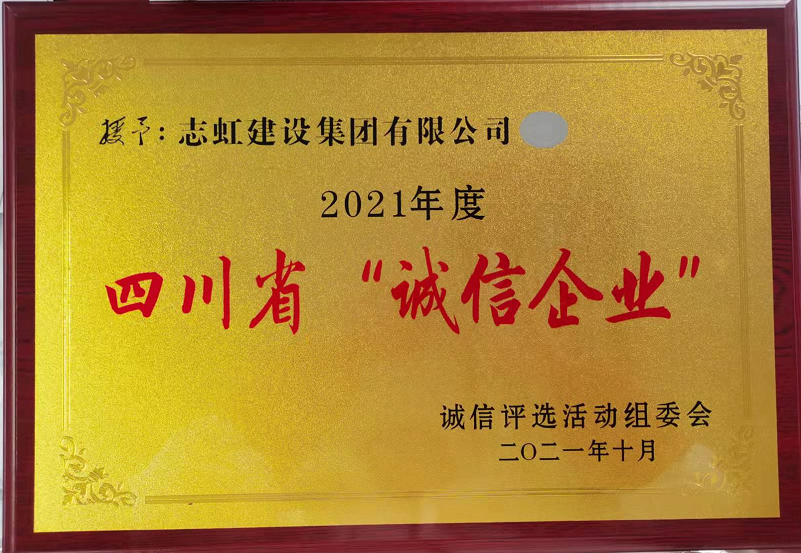 授予：志虹建设集团有限公司
2021年度
四川省“诚信企业”
诚信评选活动组委会
二〇二一年十月